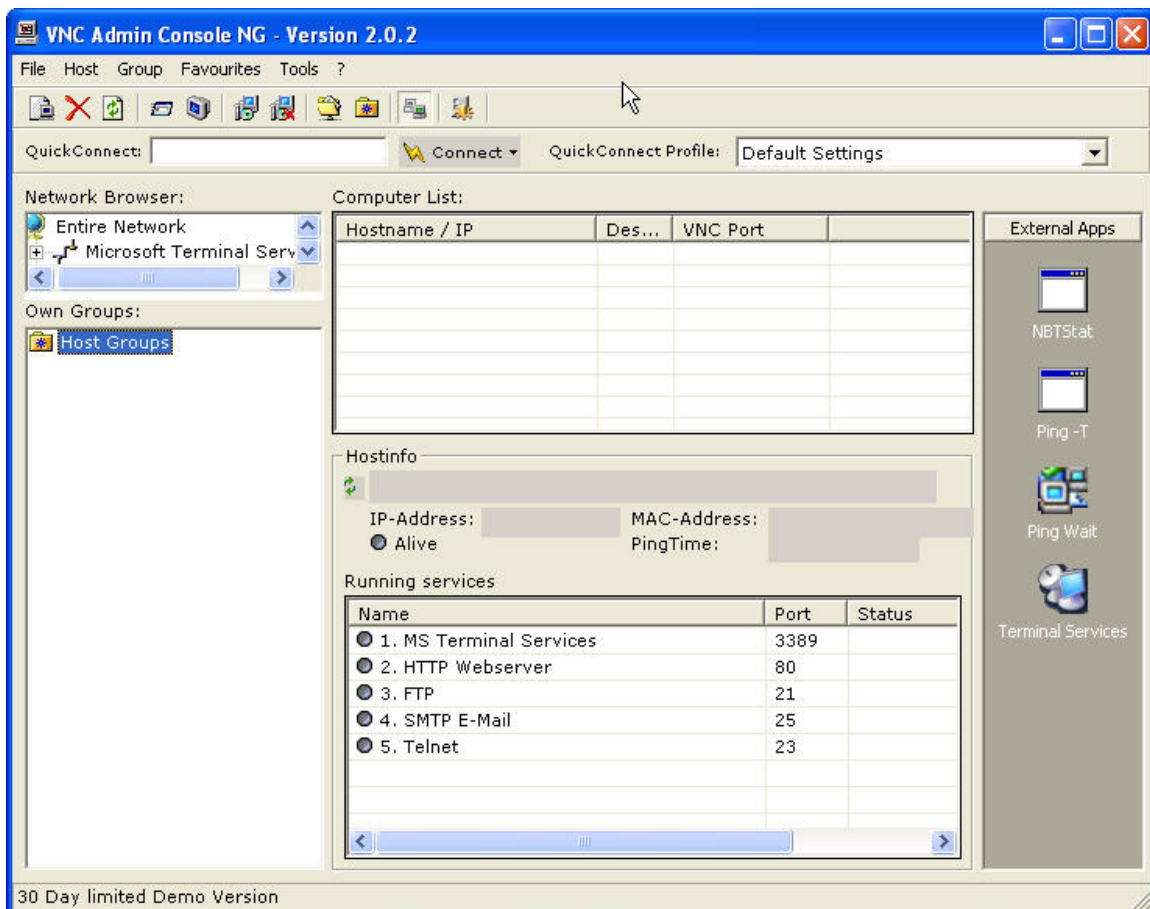 VNC Admin Console NG - Version 2.0.2
File Host Group Favourites Tools ?
QuickConnect: Connect QuickConnect Profile: Default Settings
Network Browser:
Entire Network
Microsoft Terminal Serv
Own Groups:
Host Groups
Computer List:
Hostname / IP Des... VNC Port
Hostinfo
IP-Address: MAC-Address:
Alive PingTime:
Running services
Name Port Status
1. MS Terminal Services 3389
2. HTTP Webserver 80
3. FTP 21
4. SMTP E-Mail 25
5. Telnet 23
External Apps
NBTStat
Ping -T
Ping Wait
Terminal Services
30 Day limited Demo Version